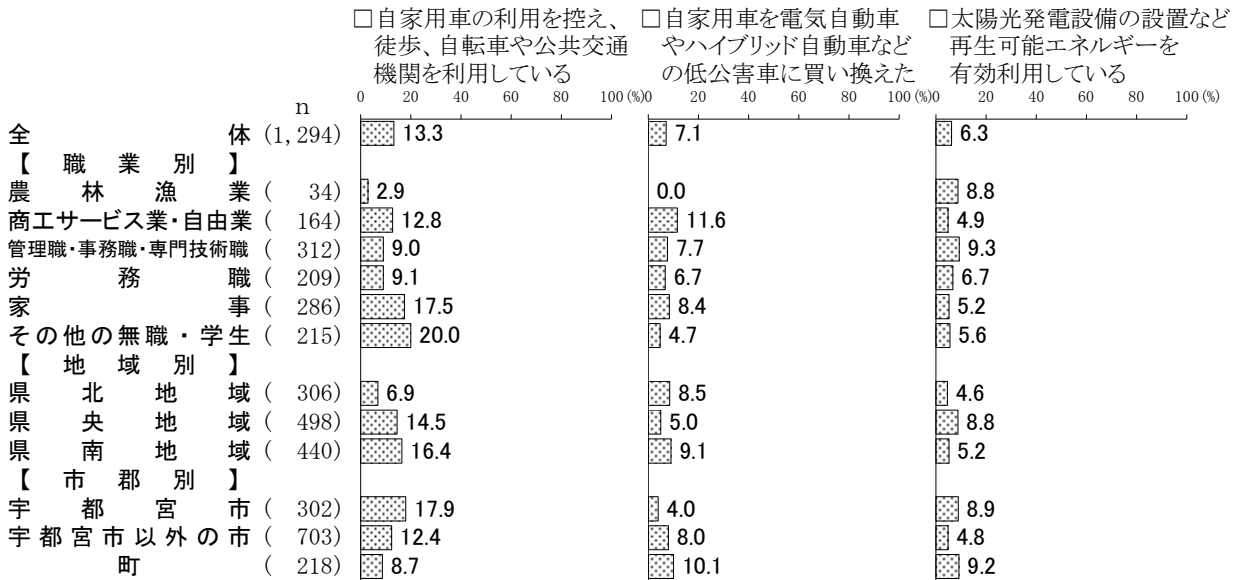 □自家用車の利用を控え、 □自家用車を電気自動車 □太陽光発電設備の設置など
徒歩、自転車や公共交通 やハイブリッド自動車など 再生可能エネルギーを
機関を利用している の低公害車に買い換えた 有効利用している
n 0 20 40 60 80 100(%) 0 20 40 60 80 100(%) 0 20 40 60 80 100(%)
全体 (1,294) 13.3 7.1 6.3
【職業別】
農林漁業 ( 34) 2.9 0.0 8.8
商工サービス業・自由業 ( 164) 12.8 11.6 4.9
管理職・事務職・専門技術職 ( 312) 9.0 7.7 9.3
労務職 ( 209) 9.1 6.7 6.7
家事 ( 286) 17.5 8.4 5.2
その他の無職・学生 ( 215) 20.0 4.7 5.6
【地域別】
県北地域 ( 306) 6.9 8.5 4.6
県央地域 ( 498) 14.5 5.0 8.8
県南地域 ( 440) 16.4 9.1 5.2
【市郡別】
宇都宮市 ( 302) 17.9 4.0 8.9
宇都宮市以外の市 ( 703) 12.4 8.0 4.8
町 ( 218) 8.7 10.1 9.2